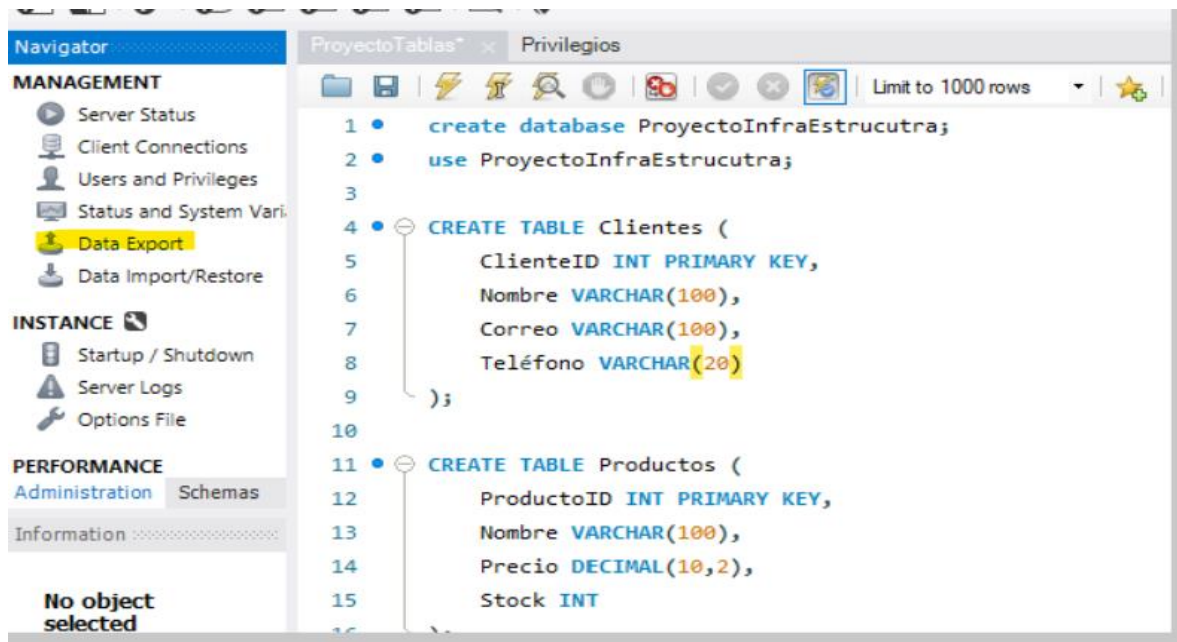 Navigator
MANAGEMENT
Server Status
Client Connections
Users and Privileges
Status and System Vari
Data Export
Data Import/Restore
INSTANCE
Startup / Shutdown
Server Logs
Options File
PERFORMANCE
Administration Schemas
Information
No object
selected
ProyectoTablas* Privilegios
Limit to 1000 rows
1 create database ProyectoInfraEstrucutra;
2 use ProyectoInfraEstrucutra;
3
4 CREATE TABLE Clientes (
5 ClienteID INT PRIMARY KEY,
6 Nombre VARCHAR(100),
7 Correo VARCHAR(100),
8 Teléfono VARCHAR(20)
9 );
10
11 CREATE TABLE Productos (
12 ProductoID INT PRIMARY KEY,
13 Nombre VARCHAR(100),
14 Precio DECIMAL(10,2),
15 Stock INT